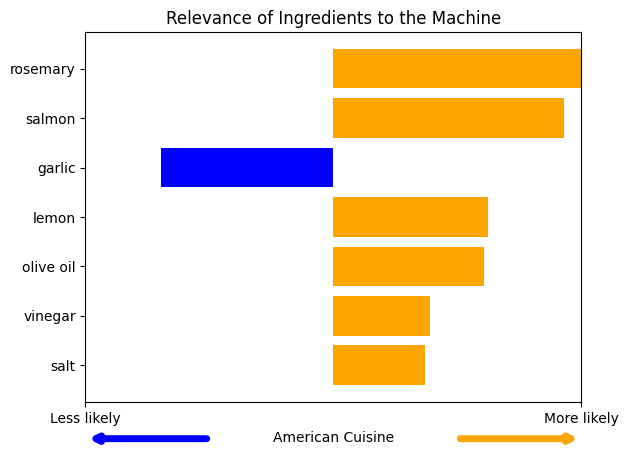 Relevance of Ingredients to the Machine
rosemary
salmon
garlic
lemon
olive oil
vinegar
salt
Less likely
More likely
American Cuisine